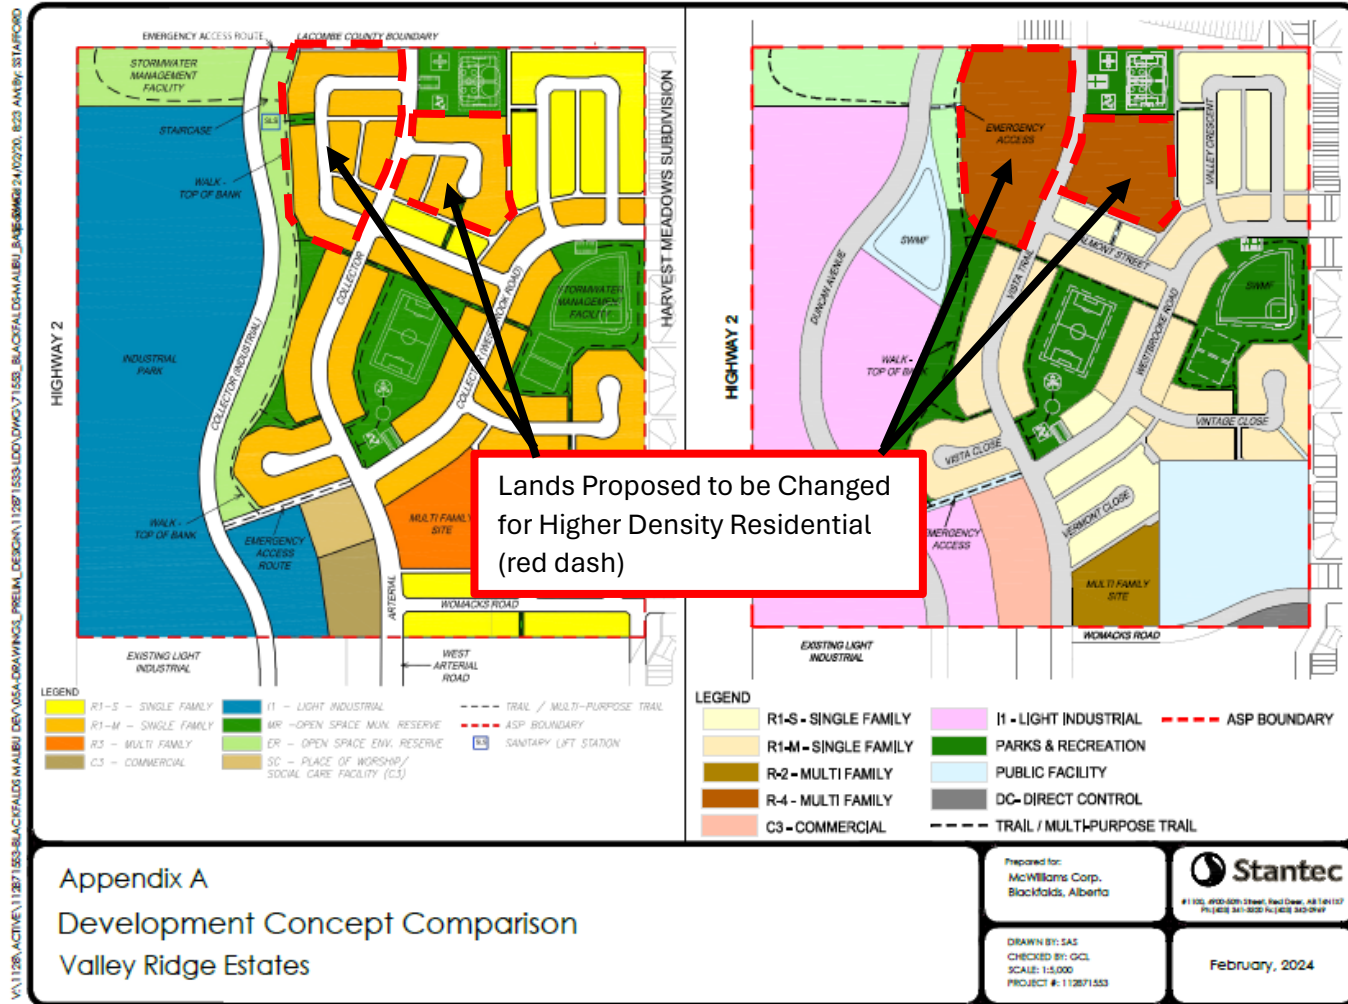 EMERGENCY ACCESS ROUTE
LACOMBE COUNTY BOUNDARY
STORMWATER
MANAGEMENT
FACILITY
STAIRCASE
SLS
WALK -
TOP OF BANK
HIGHWAY 2
INDUSTRIAL
PARK
COLLECTOR (INDUSTRIAL)
COLLECTOR
STORMWATER
MANAGEMENT
FACILITY
HARVEST MEADOWS SUBDIVISION
WALK -
TOP OF BANK
EMERGENCY
ACCESS
ROUTE
MULTI FAMILY
SITE
ARTERIAL
WOMACKS ROAD
EXISTING LIGHT
INDUSTRIAL
WEST
ARTERIAL
ROAD
LEGEND
R1-S - SINGLE FAMILY
R1-M - SINGLE FAMILY
R3 - MULTI FAMILY
C3 - COMMERCIAL
I1 - LIGHT INDUSTRIAL
MR -OPEN SPACE MUN. RESERVE
ER - OPEN SPACE ENV. RESERVE
SC - PLACE OF WORSHIP/
SOCIAL CARE FACILITY (C3)
TRAIL / MULTI-PURPOSE TRAIL
ASP BOUNDARY
SLS
SANITARY LIFT STATION
Lands Proposed to be Changed
for Higher Density Residential
(red dash)
EMERGENCY
ACCESS
VALLEY CRESCENT
SWMF
DUNCAN AVENUE
VISTA TRAIL
ALMONT STREET
WESTBROOKE ROAD
SWMF
HIGHWAY 2
WALK -
TOP OF BANK
VISTA CLOSE
VINTAGE CLOSE
VERMONT CLOSE
EMERGENCY
ACCESS
MULTI FAMILY
SITE
WOMACKS ROAD
EXISTING LIGHT
INDUSTRIAL
LEGEND
R1-S - SINGLE FAMILY
R1-M - SINGLE FAMILY
R-2 - MULTI FAMILY
R-4 - MULTI FAMILY
C3 - COMMERCIAL
I1 - LIGHT INDUSTRIAL
PARKS & RECREATION
PUBLIC FACILITY
DC- DIRECT CONTROL
TRAIL / MULTI-PURPOSE TRAIL
ASP BOUNDARY
Appendix A
Development Concept Comparison
Valley Ridge Estates
Prepared for:
McWilliams Corp.
Blackfalds, Alberta
Stantec
DRAWN BY: SAS
CHECKED BY: GCL
SCALE: 1:5,000
PROJECT #: 112871553
February, 2024